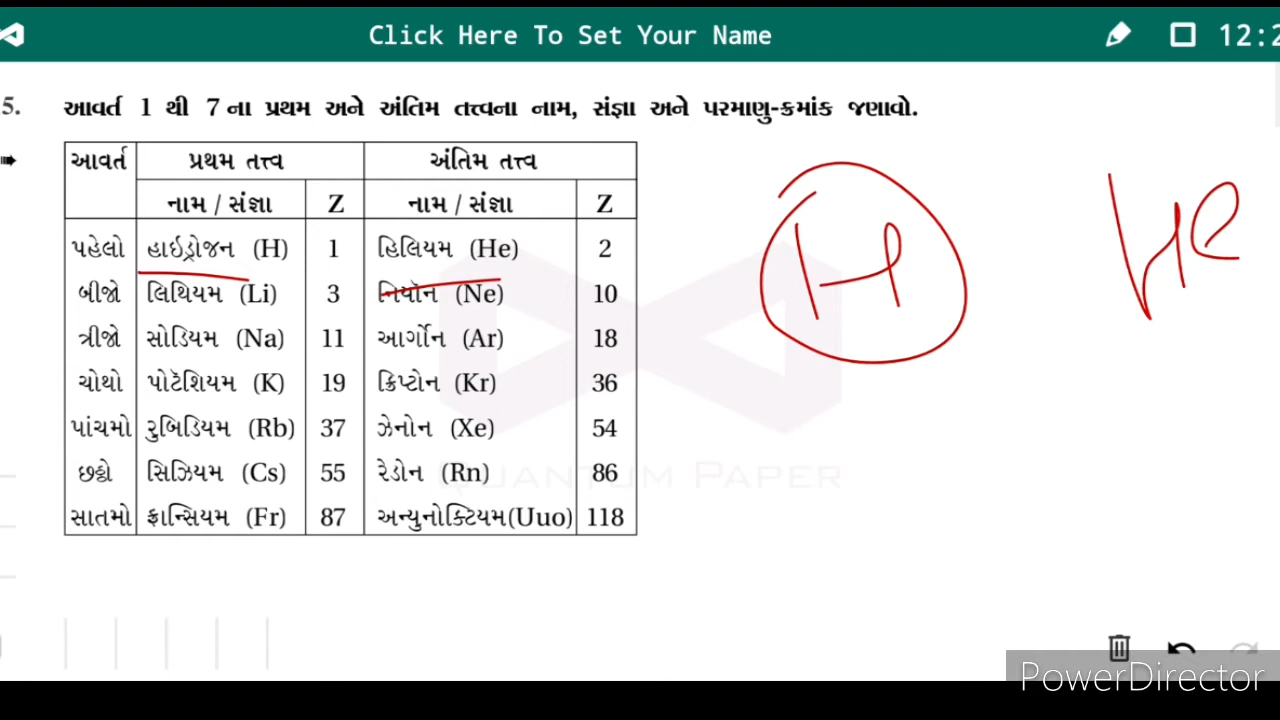 Click Here To Set Your Name
12:2
5. આવર્ત 1 થી 7 ના પ્રથમ અને અંતિમ તત્ત્વના નામ, સંજ્ઞા અને પરમાણુ-ક્રમાંક જણાવો.
આવર્ત પ્રથમ તત્ત્વ અંતિમ તત્ત્વ
નામ / સંજ્ઞા Z નામ / સંજ્ઞા Z
પહેલો હાઇડ્રોજન (H) 1 હિલિયમ (He) 2
બીજો લિથિયમ (Li) 3 નિયૉન (Ne) 10
ત્રીજો સોડિયમ (Na) 11 આર્ગોન (Ar) 18
ચોથો પોટૅશિયમ (K) 19 ક્રિપ્ટોન (Kr) 36
પાંચમો રુબિડિયમ (Rb) 37 ઝેનોન (Xe) 54
છઠ્ઠો સિઝિયમ (Cs) 55 રેડોન (Rn) 86
સાતમો ફ્રાન્સિયમ (Fr) 87 અન્યુનોક્ટિયમ(Uuo) 118
H He
QUANTUM PAPER
PowerDirector